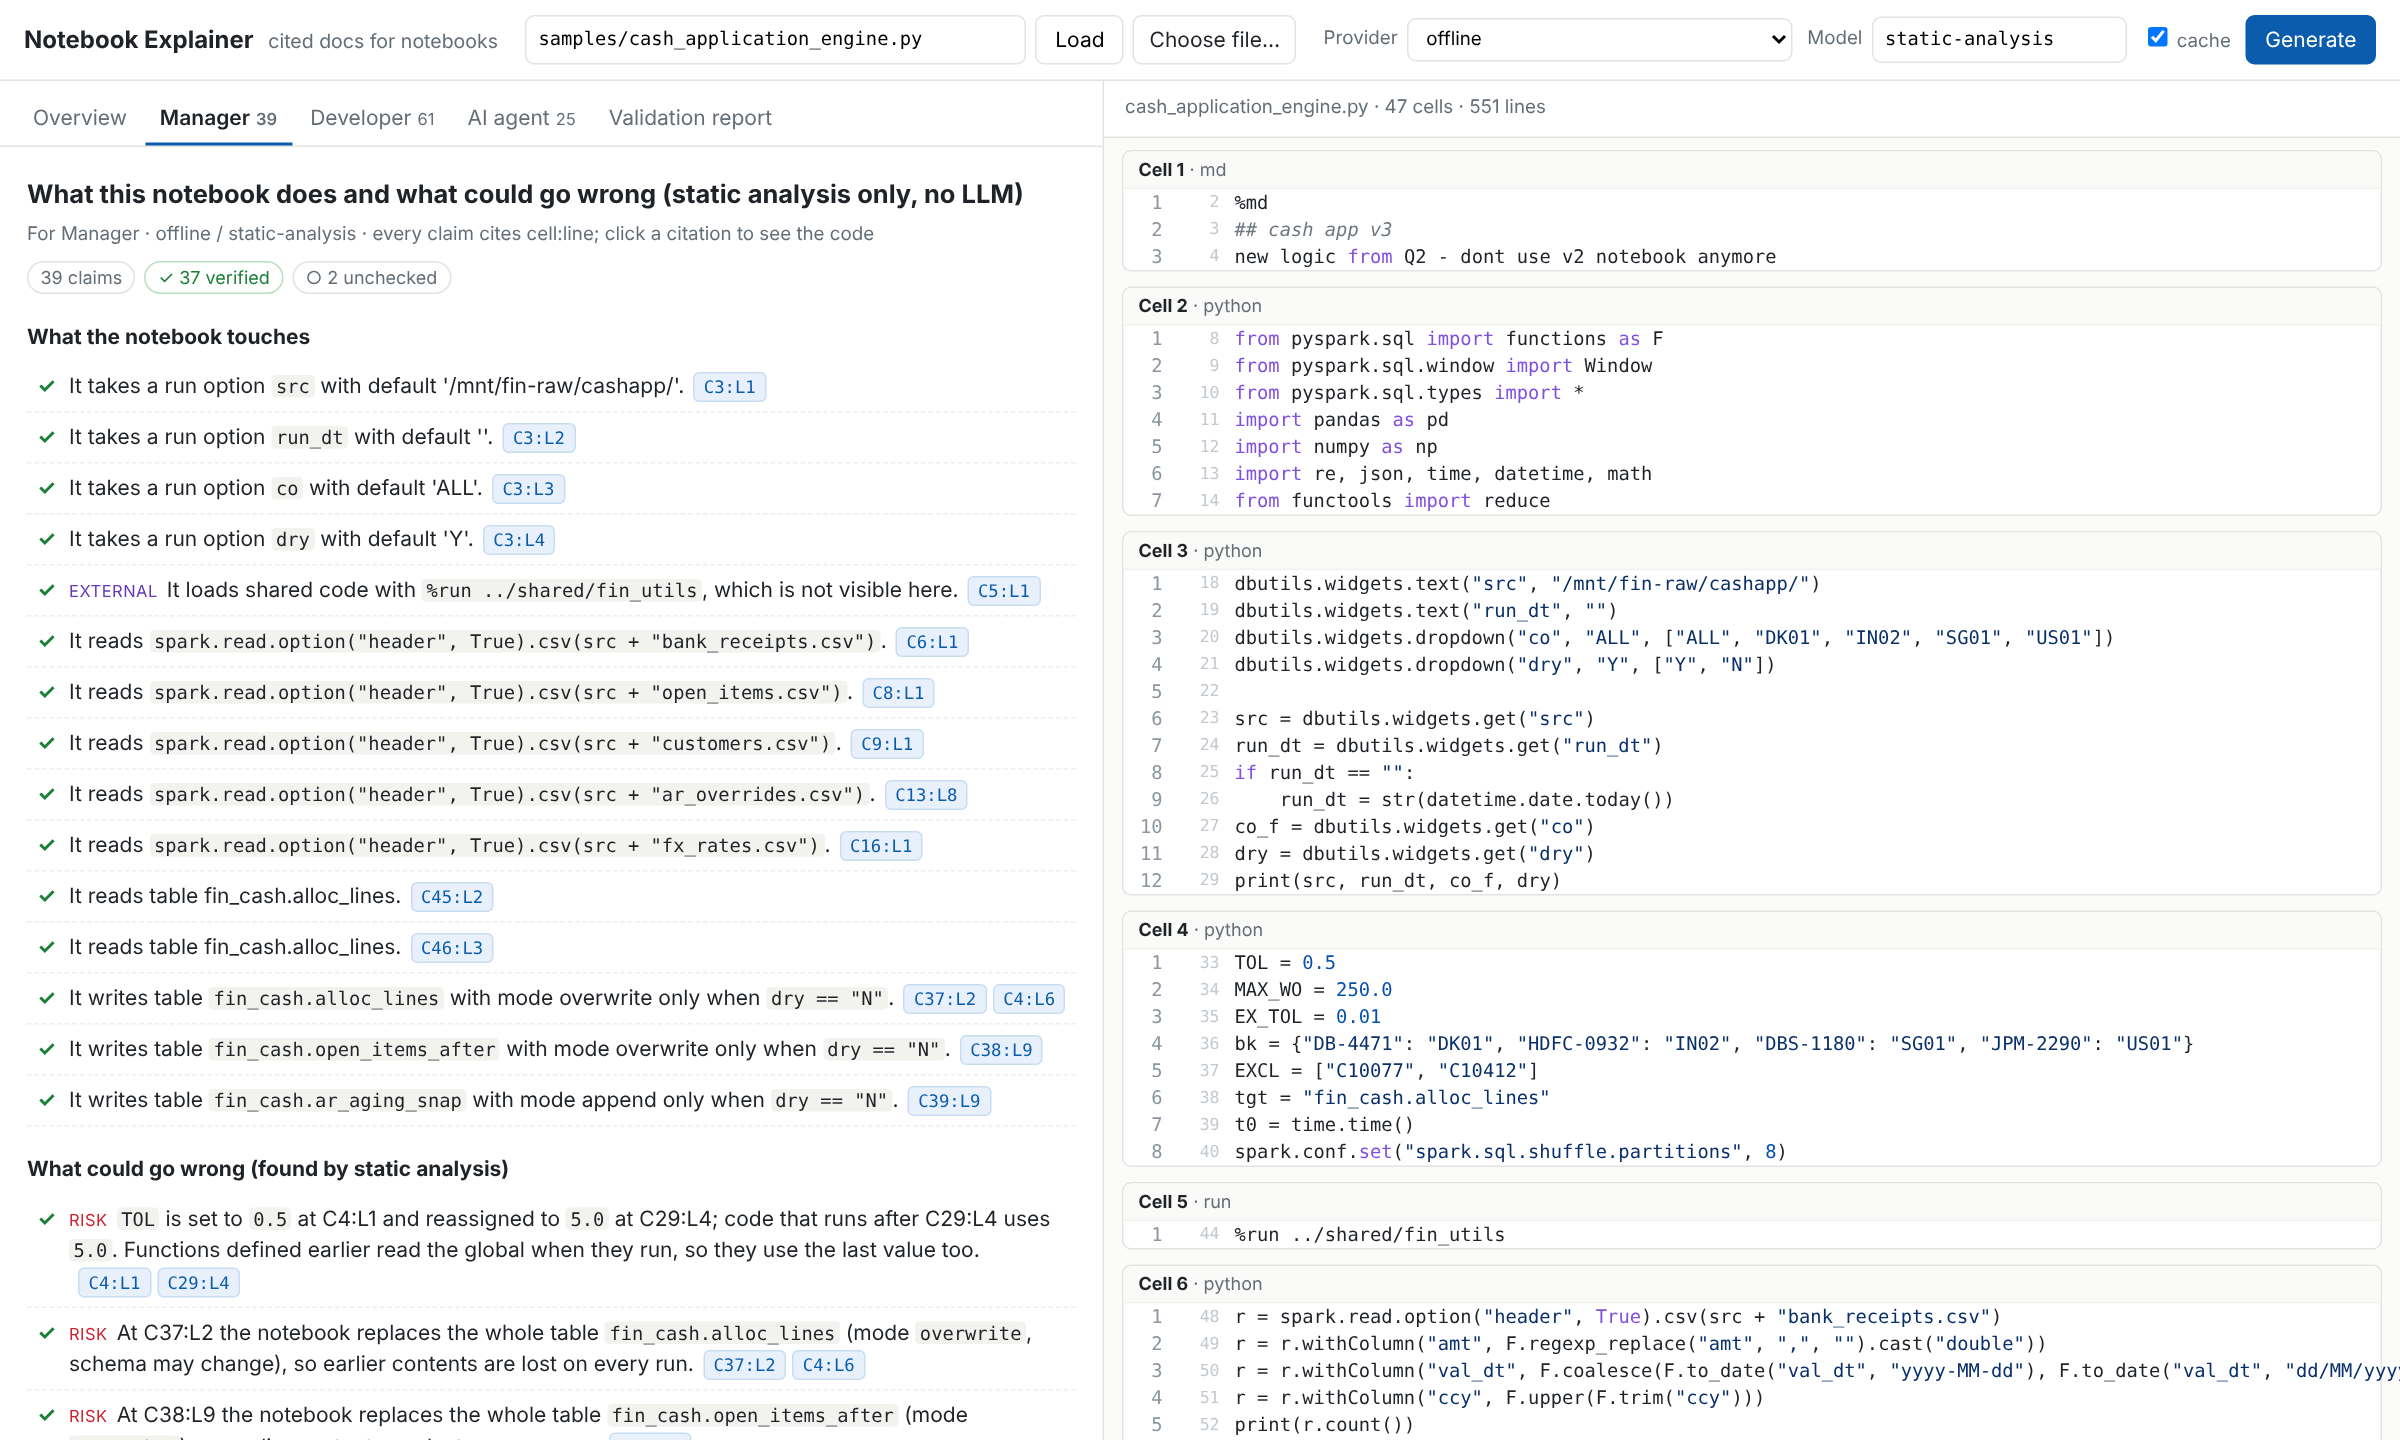 Notebook Explainer cited docs for notebooks samples/cash_application_engine.py Load Choose file... Provider offline Model static-analysis cache Generate
Overview Manager 39 Developer 61 AI agent 25 Validation report
What this notebook does and what could go wrong (static analysis only, no LLM)
For Manager · offline / static-analysis · every claim cites cell:line; click a citation to see the code
39 claims ✓ 37 verified ○ 2 unchecked
What the notebook touches
✓ It takes a run option src with default '/mnt/fin-raw/cashapp/'. C3:L1
✓ It takes a run option run_dt with default ''. C3:L2
✓ It takes a run option co with default 'ALL'. C3:L3
✓ It takes a run option dry with default 'Y'. C3:L4
✓ EXTERNAL It loads shared code with %run ../shared/fin_utils, which is not visible here. C5:L1
✓ It reads spark.read.option("header", True).csv(src + "bank_receipts.csv"). C6:L1
✓ It reads spark.read.option("header", True).csv(src + "open_items.csv"). C8:L1
✓ It reads spark.read.option("header", True).csv(src + "customers.csv"). C9:L1
✓ It reads spark.read.option("header", True).csv(src + "ar_overrides.csv"). C13:L8
✓ It reads spark.read.option("header", True).csv(src + "fx_rates.csv"). C16:L1
✓ It reads table fin_cash.alloc_lines. C45:L2
✓ It reads table fin_cash.alloc_lines. C46:L3
✓ It writes table fin_cash.alloc_lines with mode overwrite only when dry == "N". C37:L2 C4:L6
✓ It writes table fin_cash.open_items_after with mode overwrite only when dry == "N". C38:L9
✓ It writes table fin_cash.ar_aging_snap with mode append only when dry == "N". C39:L9
What could go wrong (found by static analysis)
✓ RISK TOL is set to 0.5 at C4:L1 and reassigned to 5.0 at C29:L4; code that runs after C29:L4 uses
5.0. Functions defined earlier read the global when they run, so they use the last value too.
C4:L1 C29:L4
✓ RISK At C37:L2 the notebook replaces the whole table fin_cash.alloc_lines (mode overwrite,
schema may change), so earlier contents are lost on every run. C37:L2 C4:L6
✓ RISK At C38:L9 the notebook replaces the whole table fin_cash.open_items_after (mode
cash_application_engine.py · 47 cells · 551 lines
Cell 1 · md
1 2 %md
2 3 ## cash app v3
3 4 new logic from Q2 - dont use v2 notebook anymore
Cell 2 · python
1 8 from pyspark.sql import functions as F
2 9 from pyspark.sql.window import Window
3 10 from pyspark.sql.types import *
4 11 import pandas as pd
5 12 import numpy as np
6 13 import re, json, time, datetime, math
7 14 from functools import reduce
Cell 3 · python
1 18 dbutils.widgets.text("src", "/mnt/fin-raw/cashapp/")
2 19 dbutils.widgets.text("run_dt", "")
3 20 dbutils.widgets.dropdown("co", "ALL", ["ALL", "DK01", "IN02", "SG01", "US01"])
4 21 dbutils.widgets.dropdown("dry", "Y", ["Y", "N"])
5 22
6 23 src = dbutils.widgets.get("src")
7 24 run_dt = dbutils.widgets.get("run_dt")
8 25 if run_dt == "":
9 26     run_dt = str(datetime.date.today())
10 27 co_f = dbutils.widgets.get("co")
11 28 dry = dbutils.widgets.get("dry")
12 29 print(src, run_dt, co_f, dry)
Cell 4 · python
1 33 TOL = 0.5
2 34 MAX_WO = 250.0
3 35 EX_TOL = 0.01
4 36 bk = {"DB-4471": "DK01", "HDFC-0932": "IN02", "DBS-1180": "SG01", "JPM-2290": "US01"}
5 37 EXCL = ["C10077", "C10412"]
6 38 tgt = "fin_cash.alloc_lines"
7 39 t0 = time.time()
8 40 spark.conf.set("spark.sql.shuffle.partitions", 8)
Cell 5 · run
1 44 %run ../shared/fin_utils
Cell 6 · python
1 48 r = spark.read.option("header", True).csv(src + "bank_receipts.csv")
2 49 r = r.withColumn("amt", F.regexp_replace("amt", ",", "").cast("double"))
3 50 r = r.withColumn("val_dt", F.coalesce(F.to_date("val_dt", "yyyy-MM-dd"), F.to_date("val_dt", "dd/MM/yyy
4 51 r = r.withColumn("ccy", F.upper(F.trim("ccy")))
5 52 print(r.count())